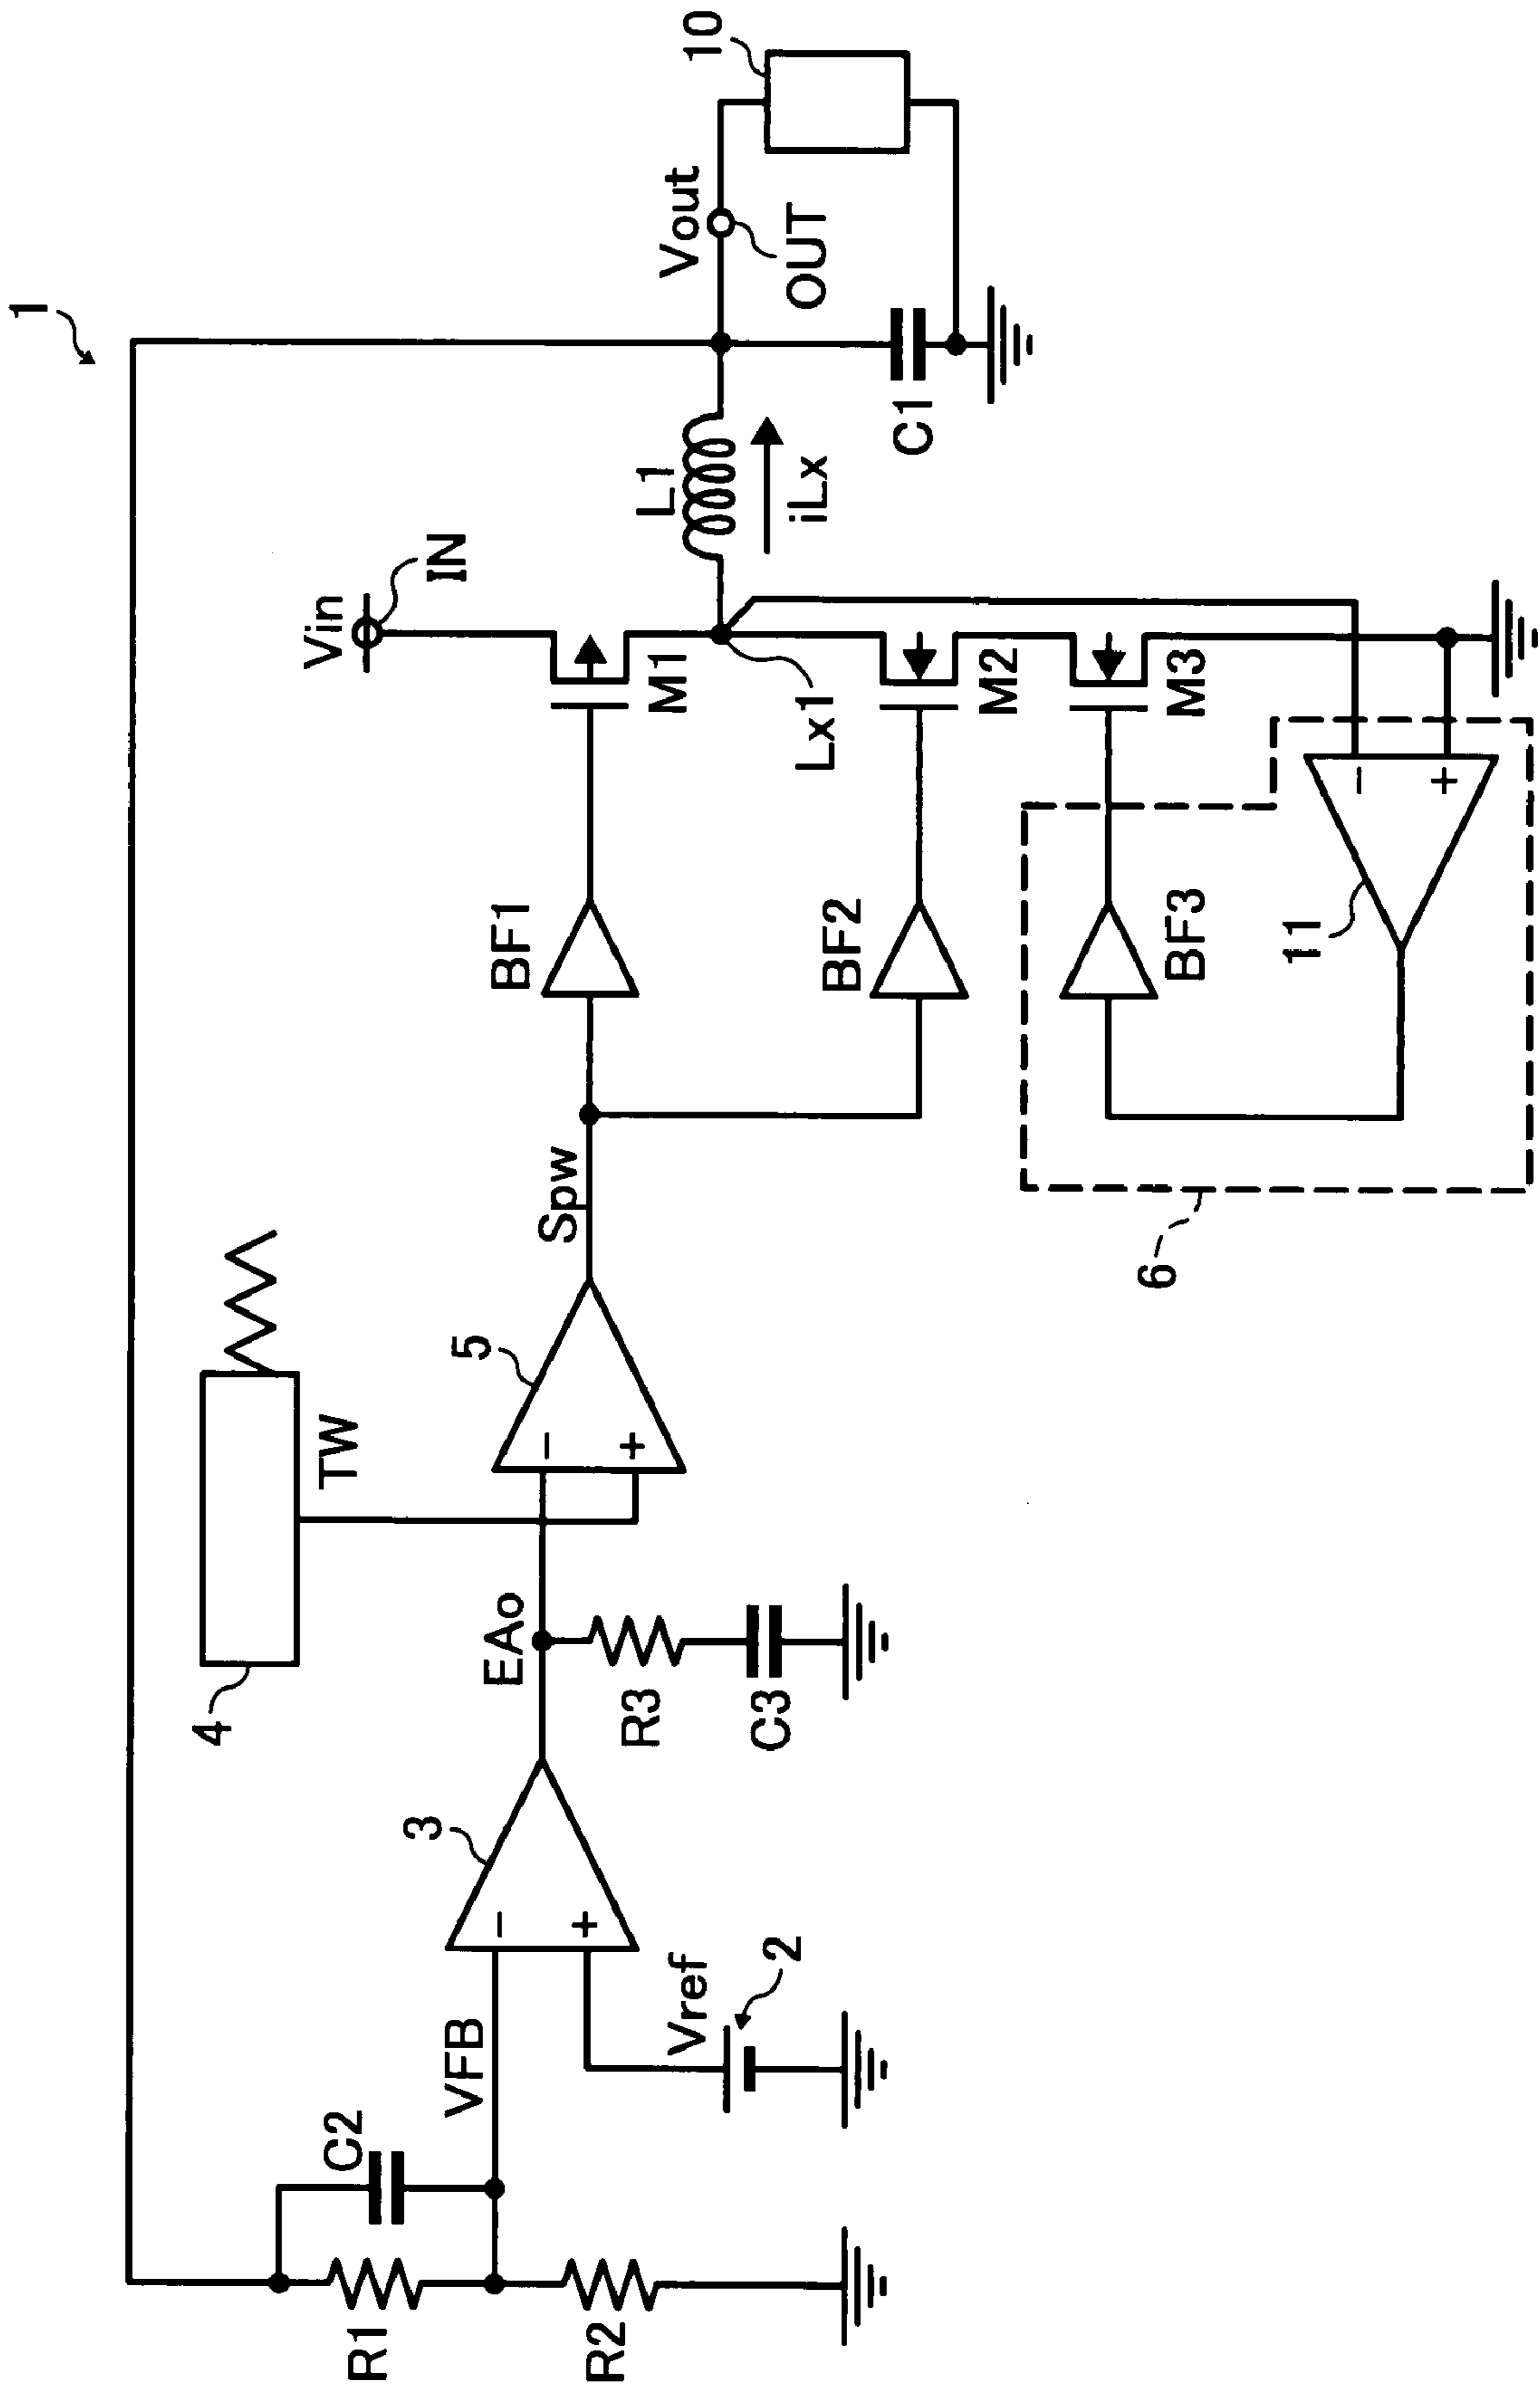 1
4
TW
Vin
IN
C2
VFB
3
EAo
5
Spw
BF1
M1
L1
iLx
Vout
OUT
10
R1
R2
Vref
2
−
+
R3
C3
−
+
BF2
Lx1
M2
C1
BF3
M3
6
11
−
+